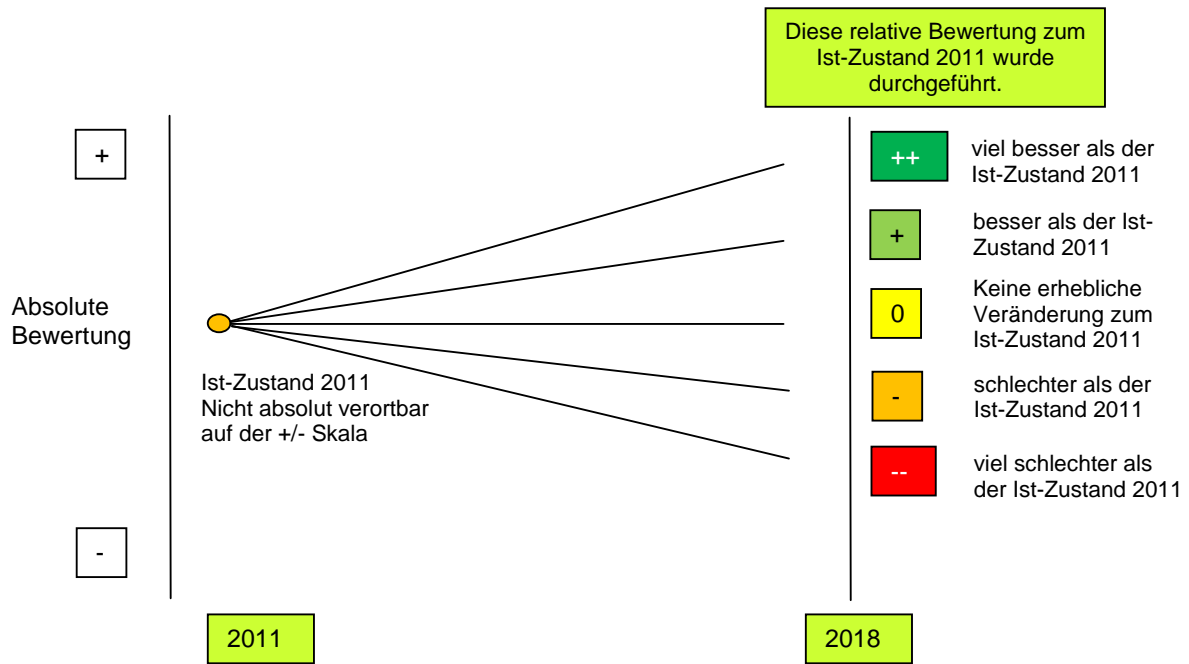 Diese relative Bewertung zum
Ist-Zustand 2011 wurde
durchgeführt.
+
++
viel besser als der
Ist-Zustand 2011
+
besser als der Ist-
Zustand 2011
Absolute
Bewertung
0
Keine erhebliche
Veränderung zum
Ist-Zustand 2011
Ist-Zustand 2011
Nicht absolut verortbar
auf der +/- Skala
-
schlechter als der
Ist-Zustand 2011
--
viel schlechter als
der Ist-Zustand 2011
-
2011
2018